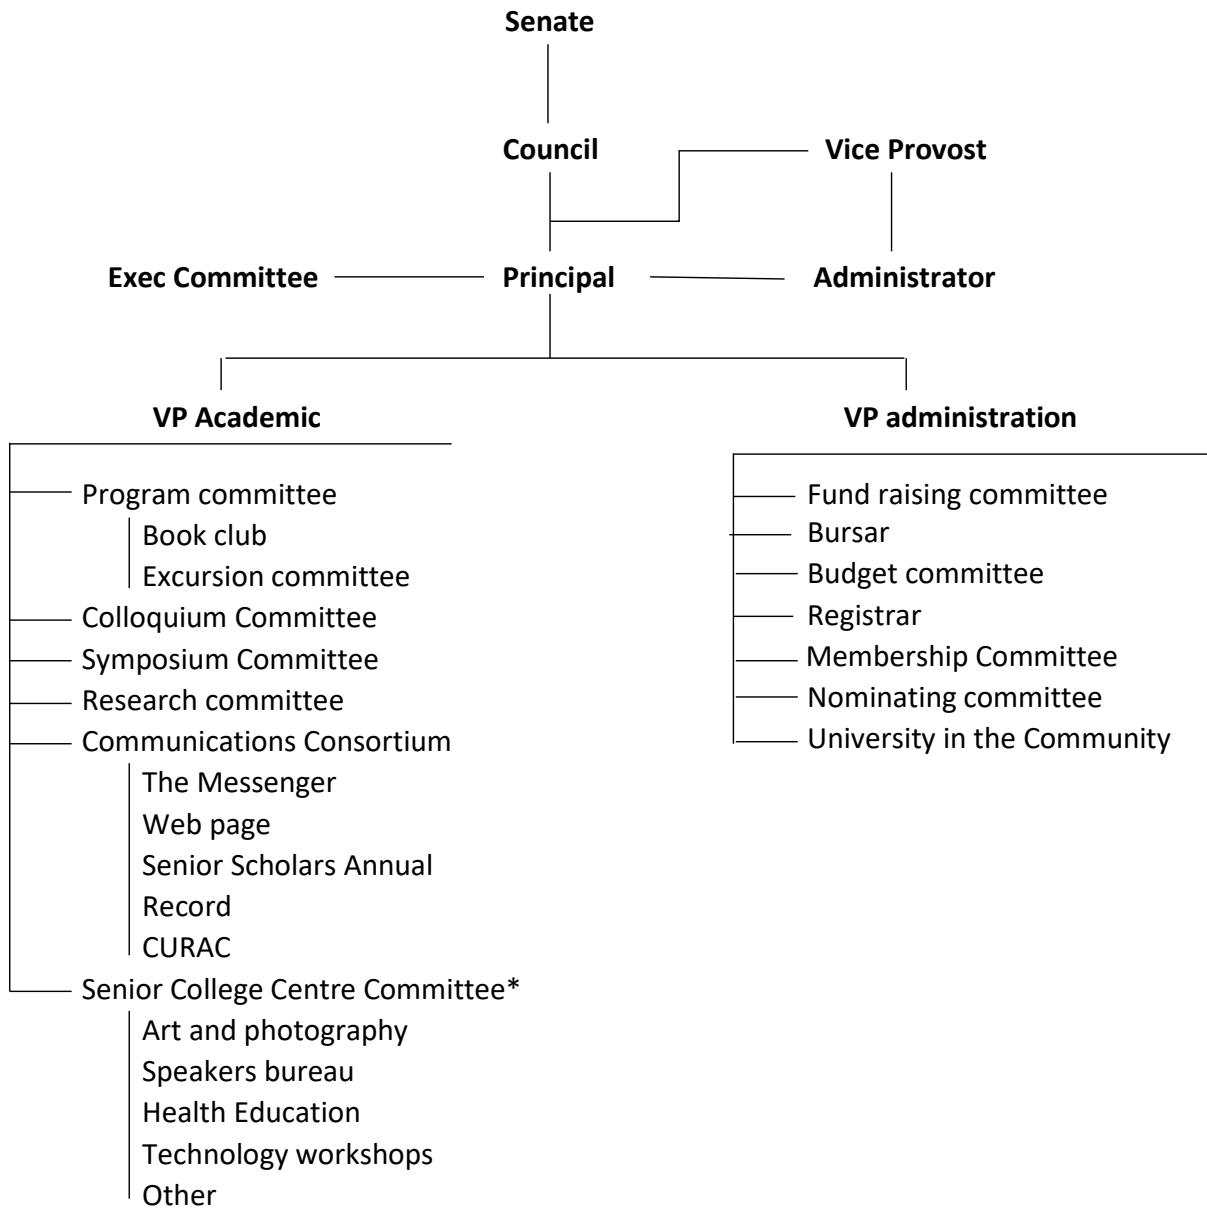 Senate
Council
Vice Provost
Exec Committee
Principal
Administrator
VP Academic
Program committee
Book club
Excursion committee
Colloquium Committee
Symposium Committee
Research committee
Communications Consortium
The Messenger
Web page
Senior Scholars Annual
Record
CURAC
Senior College Centre Committee*
Art and photography
Speakers bureau
Health Education
Technology workshops
Other
VP administration
Fund raising committee
Bursar
Budget committee
Registrar
Membership Committee
Nominating committee
University in the Community